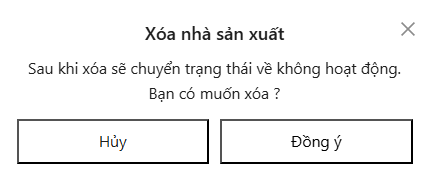 Xóa nhà sản xuất
Sau khi xóa sẽ chuyển trạng thái về không hoạt động.
Bạn có muốn xóa ?
Hủy
Đồng ý